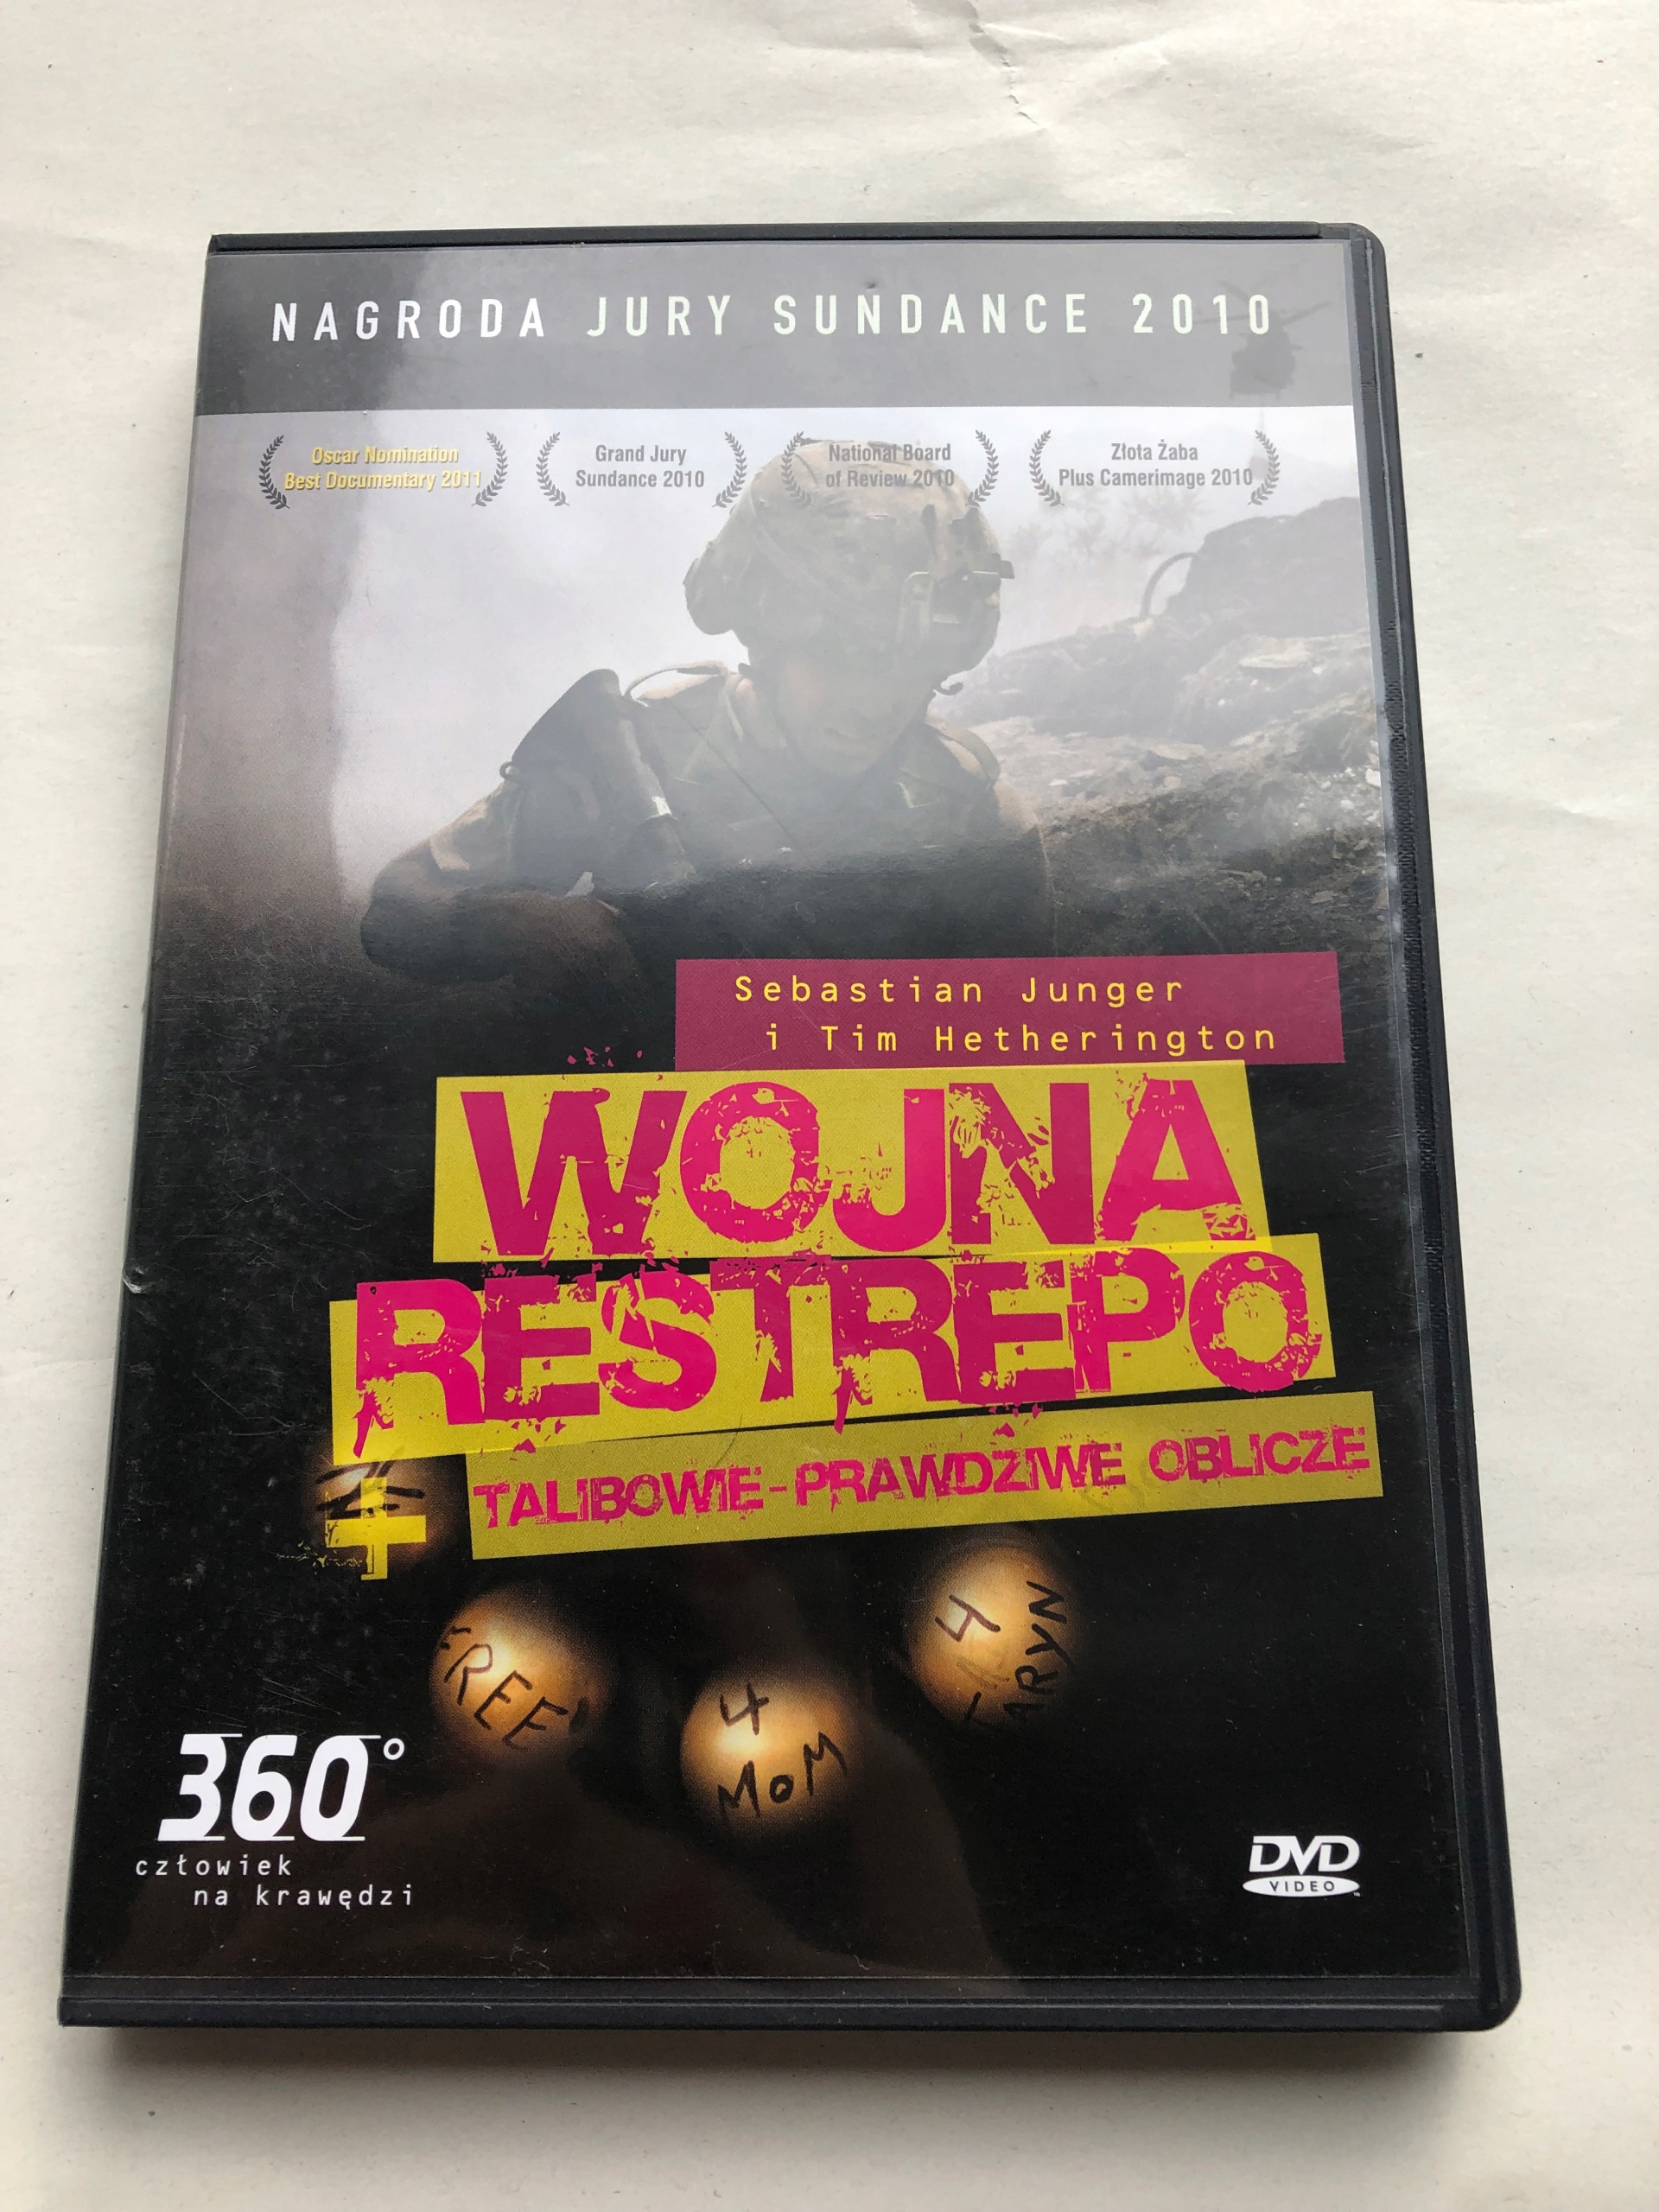 NAGRODA JURY SUNDANCE 2010
Oscar Nomination
Best Documentary 2011
Grand Jury
Sundance 2010
National Board
of Review 2010
Złota Żaba
Plus Camerimage 2010
Sebastian Junger
i Tim Hetherington
WOJNA
RESTREPO
+ TALIBOWIE-PRAWDZIWE OBLICZE
4
TARYN
FREE
4
MOM
360°
człowiek
na krawędzi
DVD
VIDEO